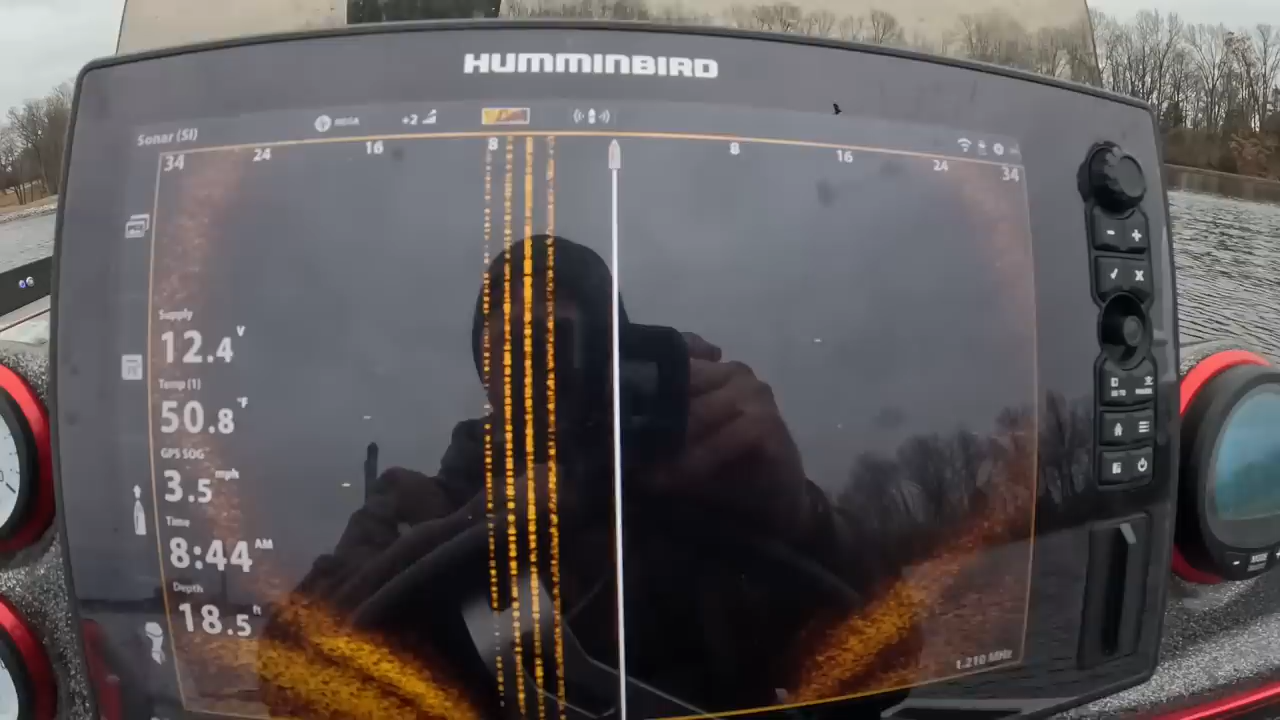 HUMMINBIRD
Sonar (SI)
MEGA
+2
34
24
16
8
8
16
24
34
Supply
12.4 V
Temp (1)
50.8 °F
GPS SOG
3.5 mph
Time
8:44 AM
Depth
18.5 ft
1.210 MHz